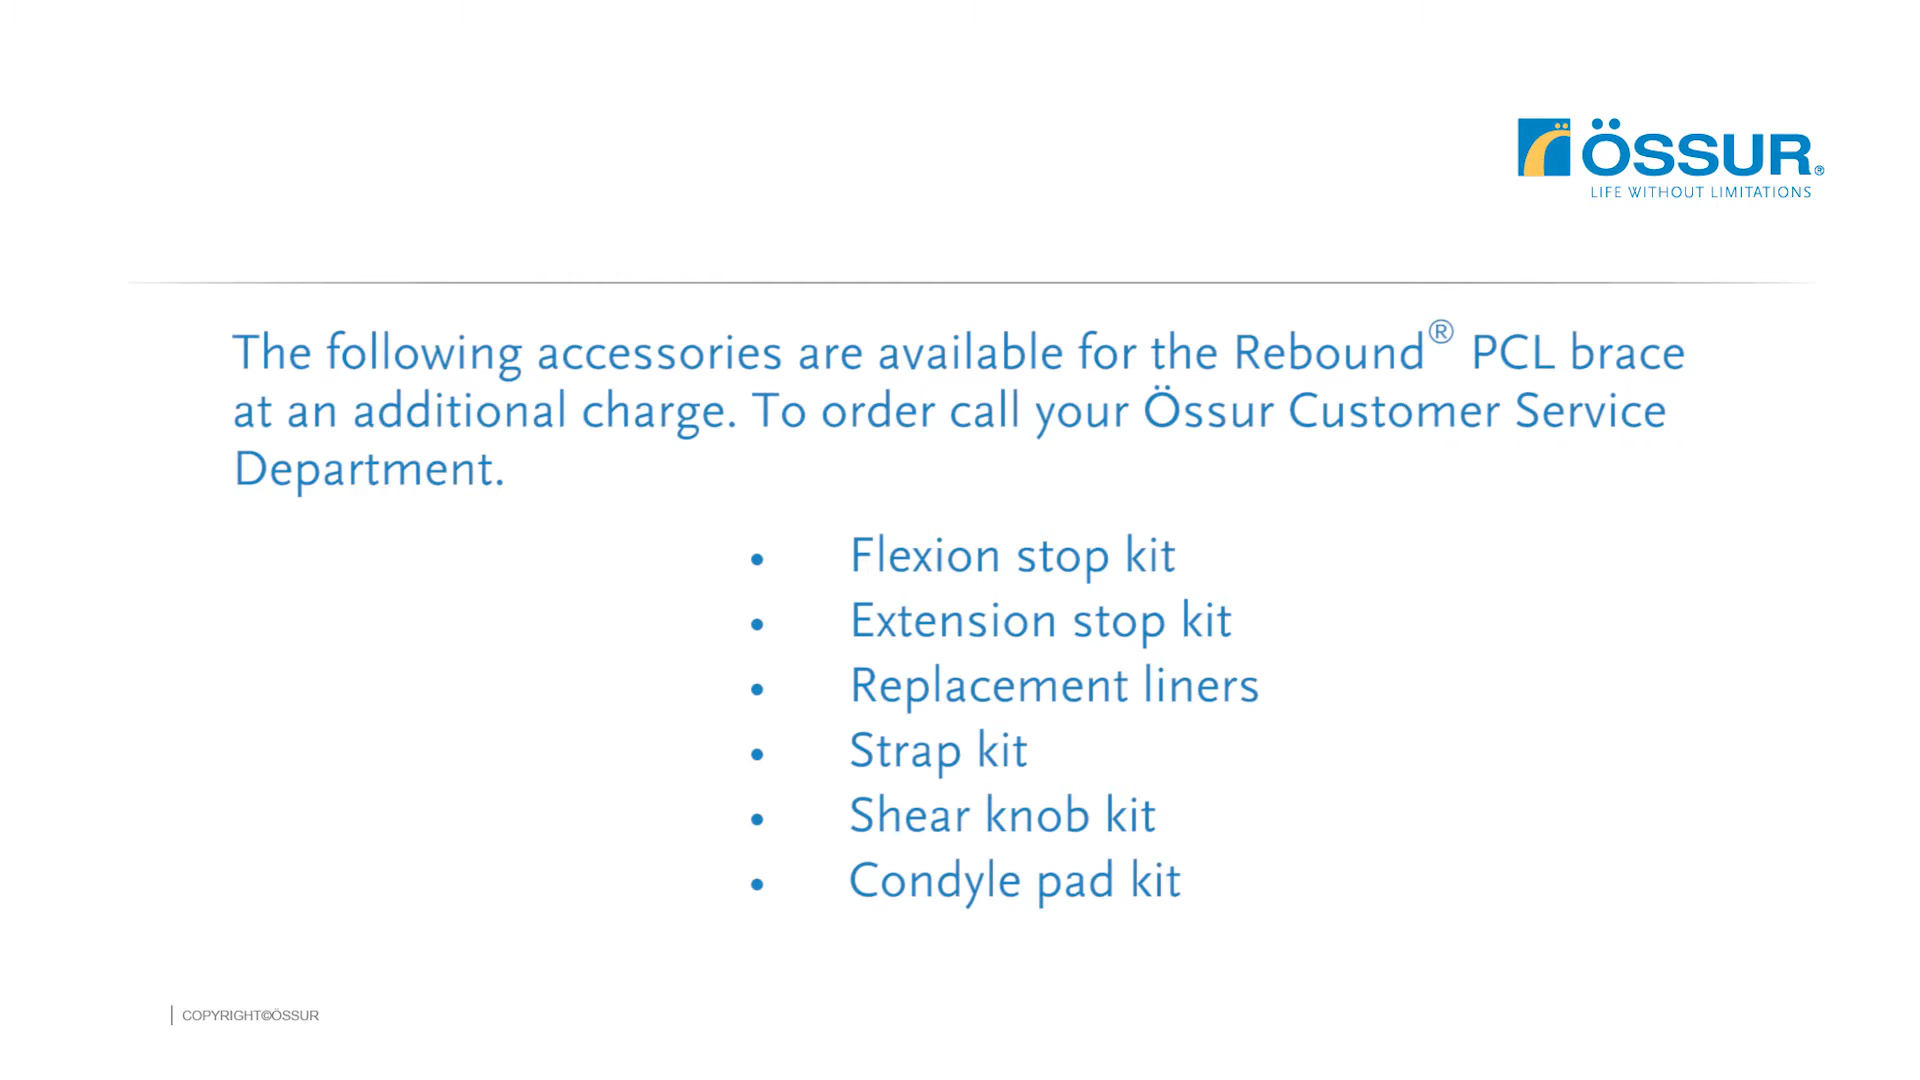 ÖSSUR®
LIFE WITHOUT LIMITATIONS
The following accessories are available for the Rebound® PCL brace
at an additional charge. To order call your Össur Customer Service
Department.
• Flexion stop kit
• Extension stop kit
• Replacement liners
• Strap kit
• Shear knob kit
• Condyle pad kit
| COPYRIGHT©ÖSSUR